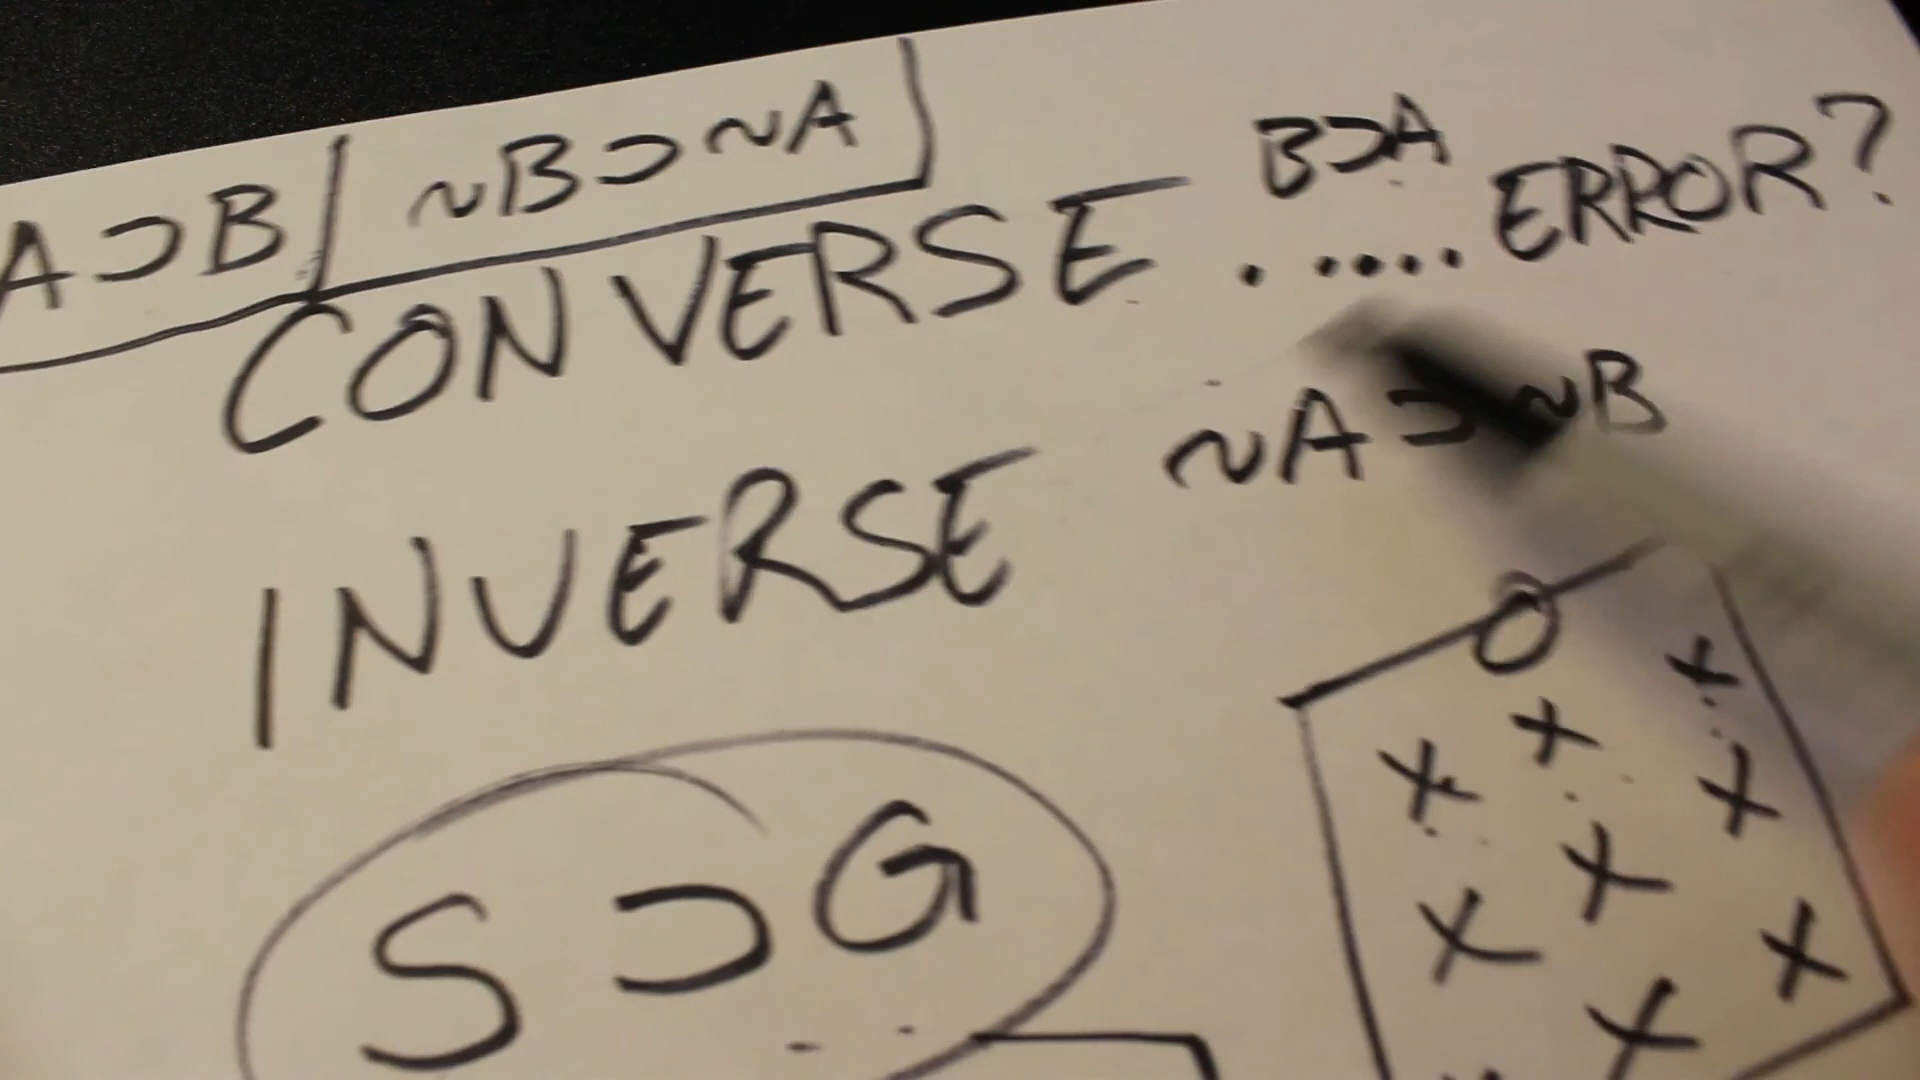 A ⊃ B | ~B ⊃ ~A
B⊃A
CONVERSE . ..... ERROR?
~A ⊃ ~B
INVERSE
S ⊃ G
O
x x
x x
x
x x
x